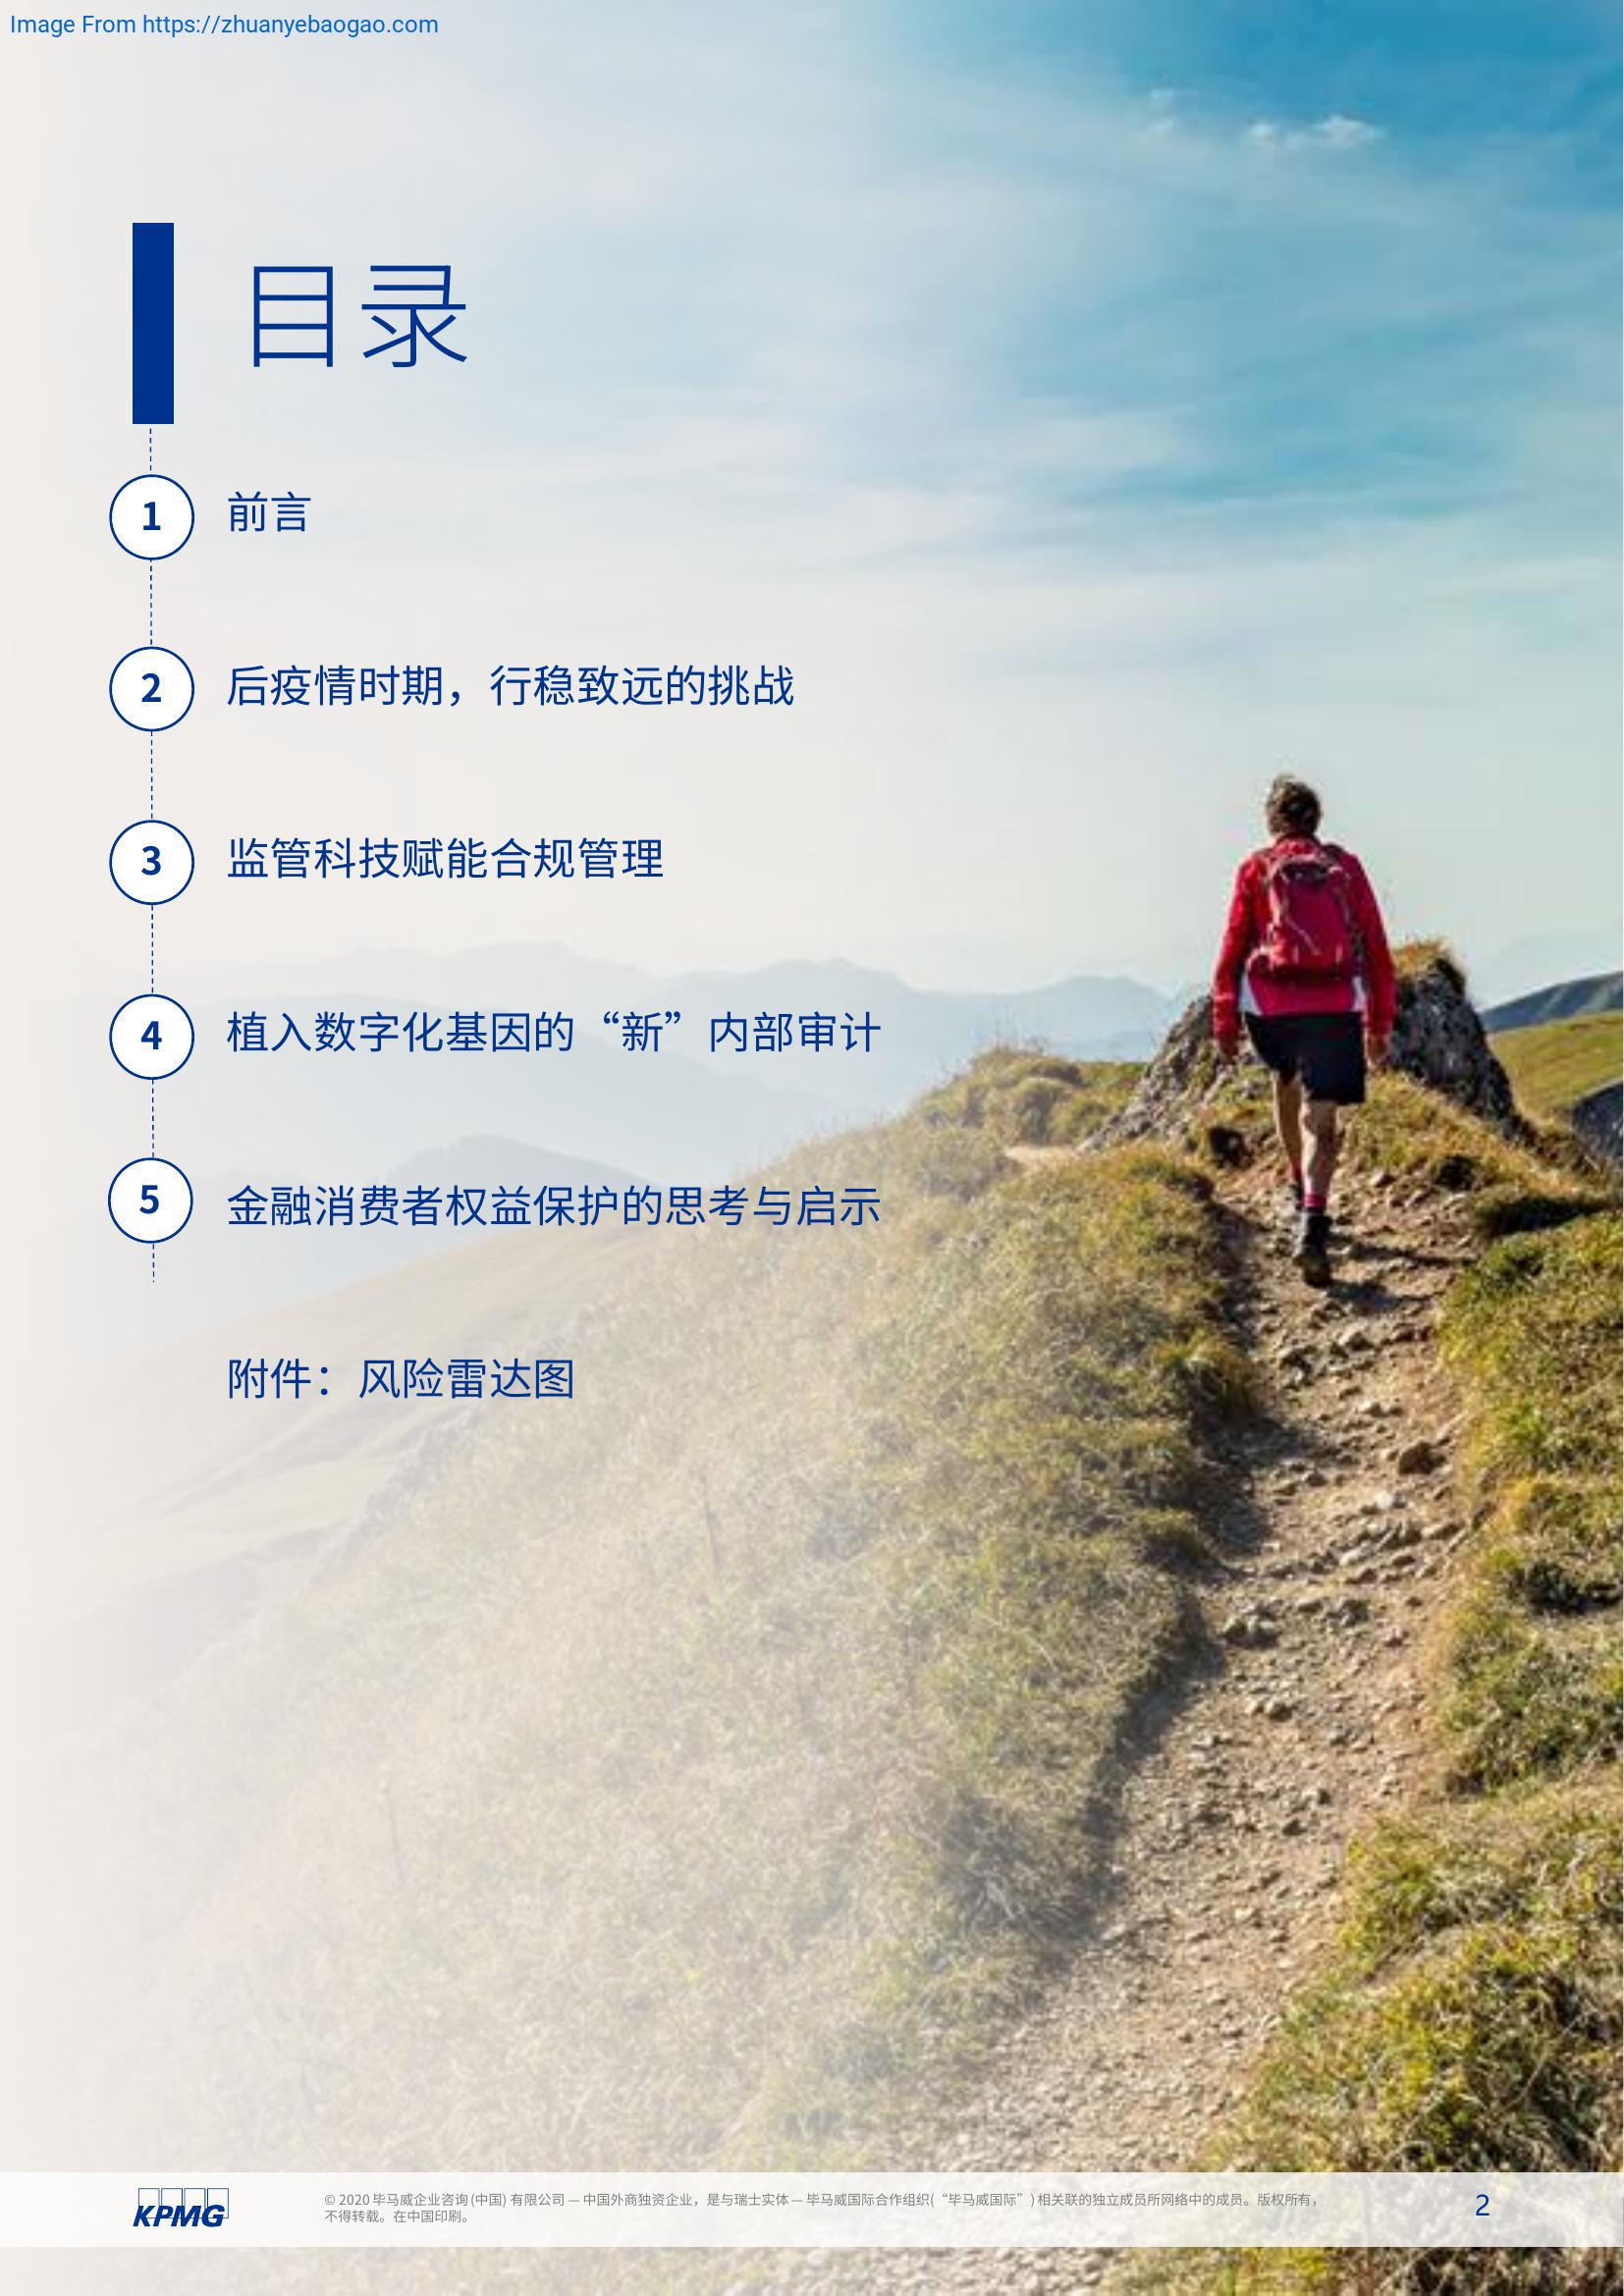 Image From https://zhuanyebaogao.com
目录
1 前言
2 后疫情时期，行稳致远的挑战
3 监管科技赋能合规管理
4 植入数字化基因的“新”内部审计
5 金融消费者权益保护的思考与启示
附件：风险雷达图
KPMG
© 2020 毕马威企业咨询 (中国) 有限公司 — 中国外商独资企业，是与瑞士实体 — 毕马威国际合作组织(“毕马威国际”) 相关联的独立成员所网络中的成员。版权所有，
不得转载。在中国印刷。
2